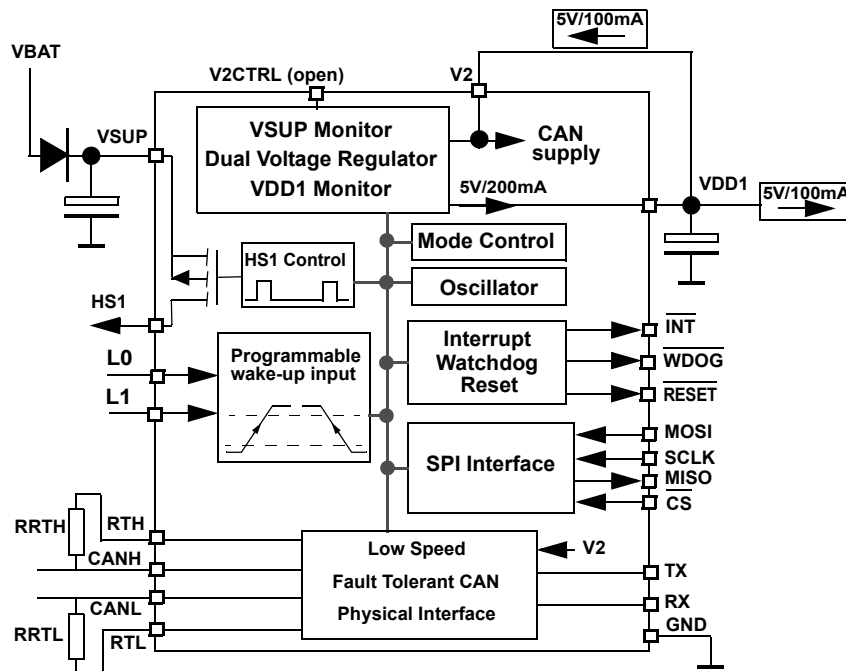 5V/100mA
VBAT
V2CTRL (open)
V2
VSUP
VSUP Monitor
Dual Voltage Regulator
VDD1 Monitor
CAN
supply
5V/200mA
VDD1
5V/100mA
Mode Control
HS1 Control
Oscillator
HS1
L0
L1
Programmable
wake-up input
Interrupt
Watchdog
Reset
INT
WDOG
RESET
SPI Interface
MOSI
SCLK
MISO
CS
RRTH
RTH
CANH
CANL
RRTL
RTL
Low Speed
Fault Tolerant CAN
Physical Interface
V2
TX
RX
GND